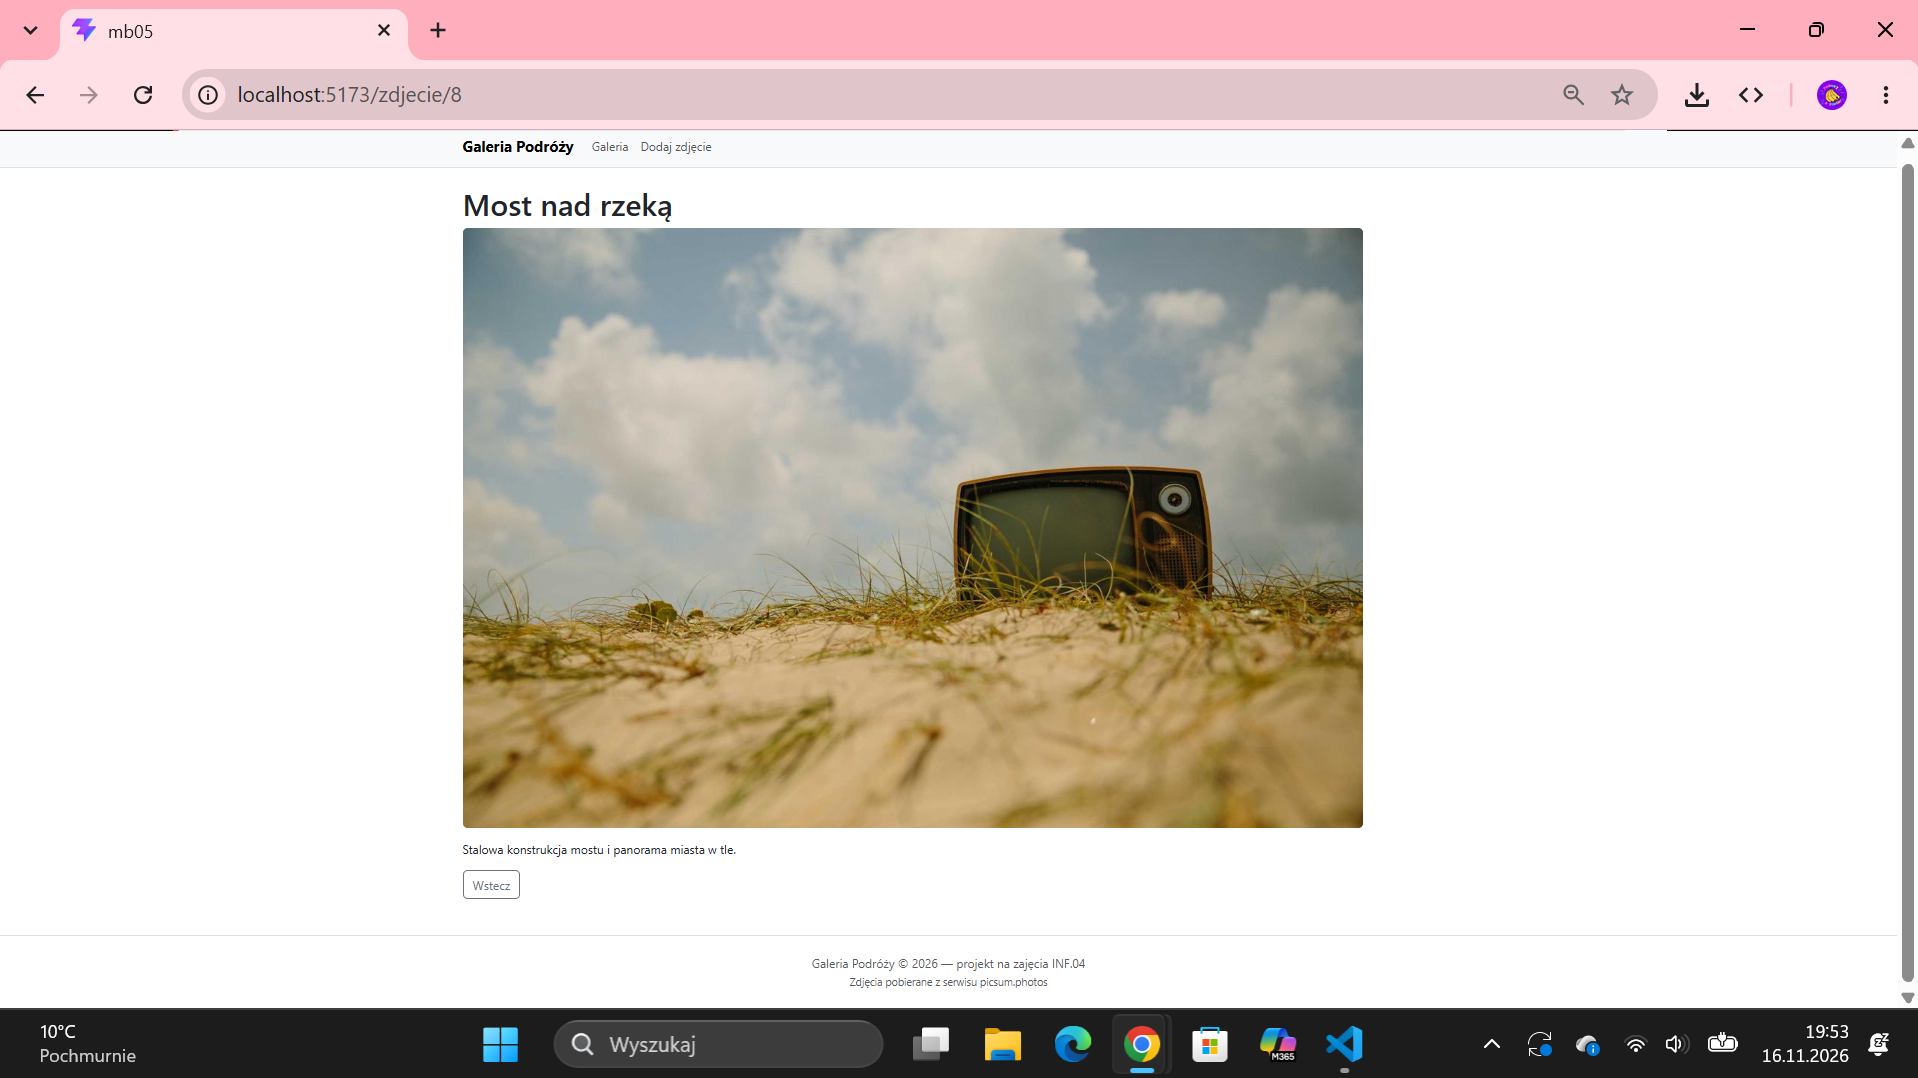 mb05
localhost:5173/zdjecie/8
Galeria Podróży Galeria Dodaj zdjęcie
Most nad rzeką
Stalowa konstrukcja mostu i panorama miasta w tle.
Wstecz
Galeria Podróży © 2026 — projekt na zajęcia INF.04
Zdjęcia pobierane z serwisu picsum.photos
10°C
Pochmurnie
Wyszukaj
M365
19:53
16.11.2026